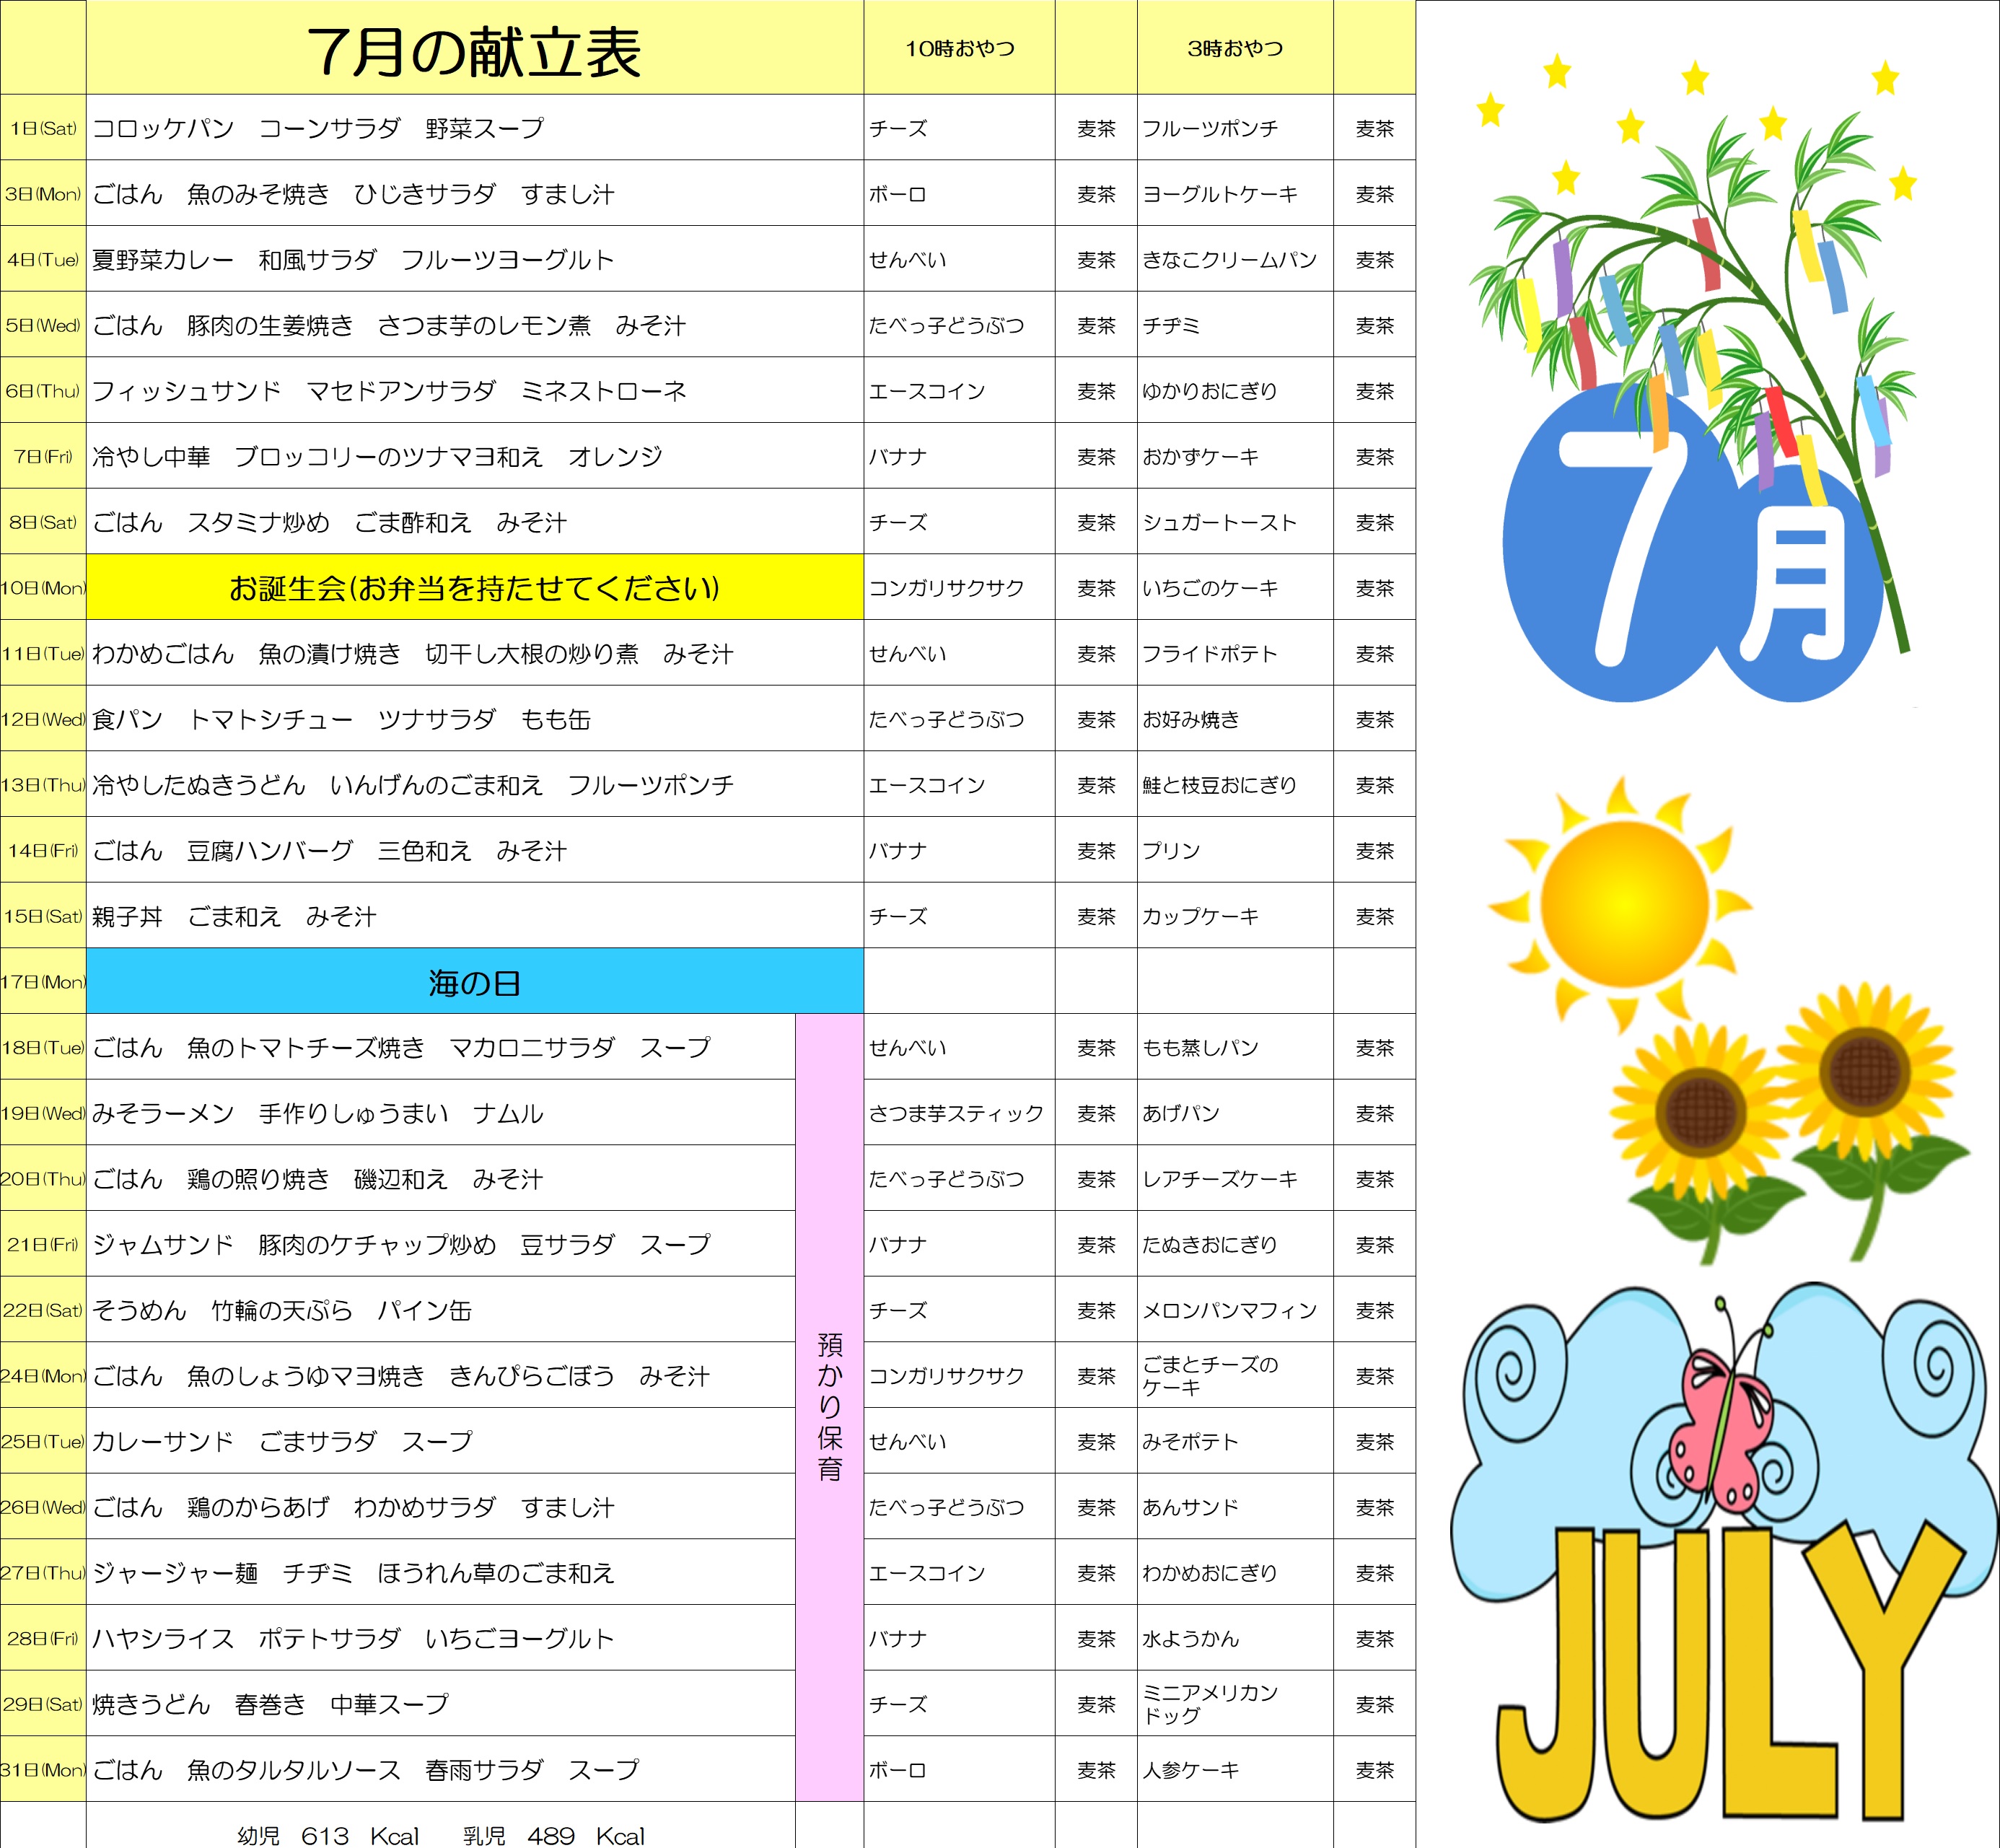 7月の献立表　10時おやつ　3時おやつ
1日(Sat)　コロッケパン　コーンサラダ　野菜スープ　チーズ　麦茶　フルーツポンチ　麦茶
3日(Mon)　ごはん　魚のみそ焼き　ひじきサラダ　すまし汁　ボーロ　麦茶　ヨーグルトケーキ　麦茶
4日(Tue)　夏野菜カレー　和風サラダ　フルーツヨーグルト　せんべい　麦茶　きなこクリームパン　麦茶
5日(Wed)　ごはん　豚肉の生姜焼き　さつま芋のレモン煮　みそ汁　たべっ子どうぶつ　麦茶　チヂミ　麦茶
6日(Thu)　フィッシュサンド　マセドアンサラダ　ミネストローネ　エースコイン　麦茶　ゆかりおにぎり　麦茶
7日(Fri)　冷やし中華　ブロッコリーのツナマヨ和え　オレンジ　バナナ　麦茶　おかずケーキ　麦茶
8日(Sat)　ごはん　スタミナ炒め　ごま酢和え　みそ汁　チーズ　麦茶　シュガートースト　麦茶
10日(Mon)　お誕生会(お弁当を持たせてください)　コンガリサクサク　麦茶　いちごのケーキ　麦茶
11日(Tue)　わかめごはん　魚の漬け焼き　切干し大根の炒り煮　みそ汁　せんべい　麦茶　フライドポテト　麦茶
12日(Wed)　食パン　トマトシチュー　ツナサラダ　もも缶　たべっ子どうぶつ　麦茶　お好み焼き　麦茶
13日(Thu)　冷やしたぬきうどん　いんげんのごま和え　フルーツポンチ　エースコイン　麦茶　鮭と枝豆おにぎり　麦茶
14日(Fri)　ごはん　豆腐ハンバーグ　三色和え　みそ汁　バナナ　麦茶　プリン　麦茶
15日(Sat)　親子丼　ごま和え　みそ汁　チーズ　麦茶　カップケーキ　麦茶
17日(Mon)　海の日
18日(Tue)　ごはん　魚のトマトチーズ焼き　マカロニサラダ　スープ　せんべい　麦茶　もも蒸しパン　麦茶
19日(Wed)　みそラーメン　手作りしゅうまい　ナムル　さつま芋スティック　麦茶　あげパン　麦茶
20日(Thu)　ごはん　鶏の照り焼き　磯辺和え　みそ汁　たべっ子どうぶつ　麦茶　レアチーズケーキ　麦茶
21日(Fri)　ジャムサンド　豚肉のケチャップ炒め　豆サラダ　スープ　バナナ　麦茶　たぬきおにぎり　麦茶
22日(Sat)　そうめん　竹輪の天ぷら　パイン缶　チーズ　麦茶　メロンパンマフィン　麦茶
24日(Mon)　ごはん　魚のしょうゆマヨ焼き　きんぴらごぼう　みそ汁　コンガリサクサク　麦茶　ごまとチーズの
ケーキ　麦茶
25日(Tue)　カレーサンド　ごまサラダ　スープ　せんべい　麦茶　みそポテト　麦茶
26日(Wed)　ごはん　鶏のからあげ　わかめサラダ　すまし汁　たべっ子どうぶつ　麦茶　あんサンド　麦茶
27日(Thu)　ジャージャー麺　チヂミ　ほうれん草のごま和え　エースコイン　麦茶　わかめおにぎり　麦茶
28日(Fri)　ハヤシライス　ポテトサラダ　いちごヨーグルト　バナナ　麦茶　水ようかん　麦茶
29日(Sat)　焼きうどん　春巻き　中華スープ　チーズ　麦茶　ミニアメリカン
ドッグ　麦茶
31日(Mon)　ごはん　魚のタルタルソース　春雨サラダ　スープ　ボーロ　麦茶　人参ケーキ　麦茶
預かり保育
幼児　613　Kcal　　乳児　489　Kcal
7月
JULY